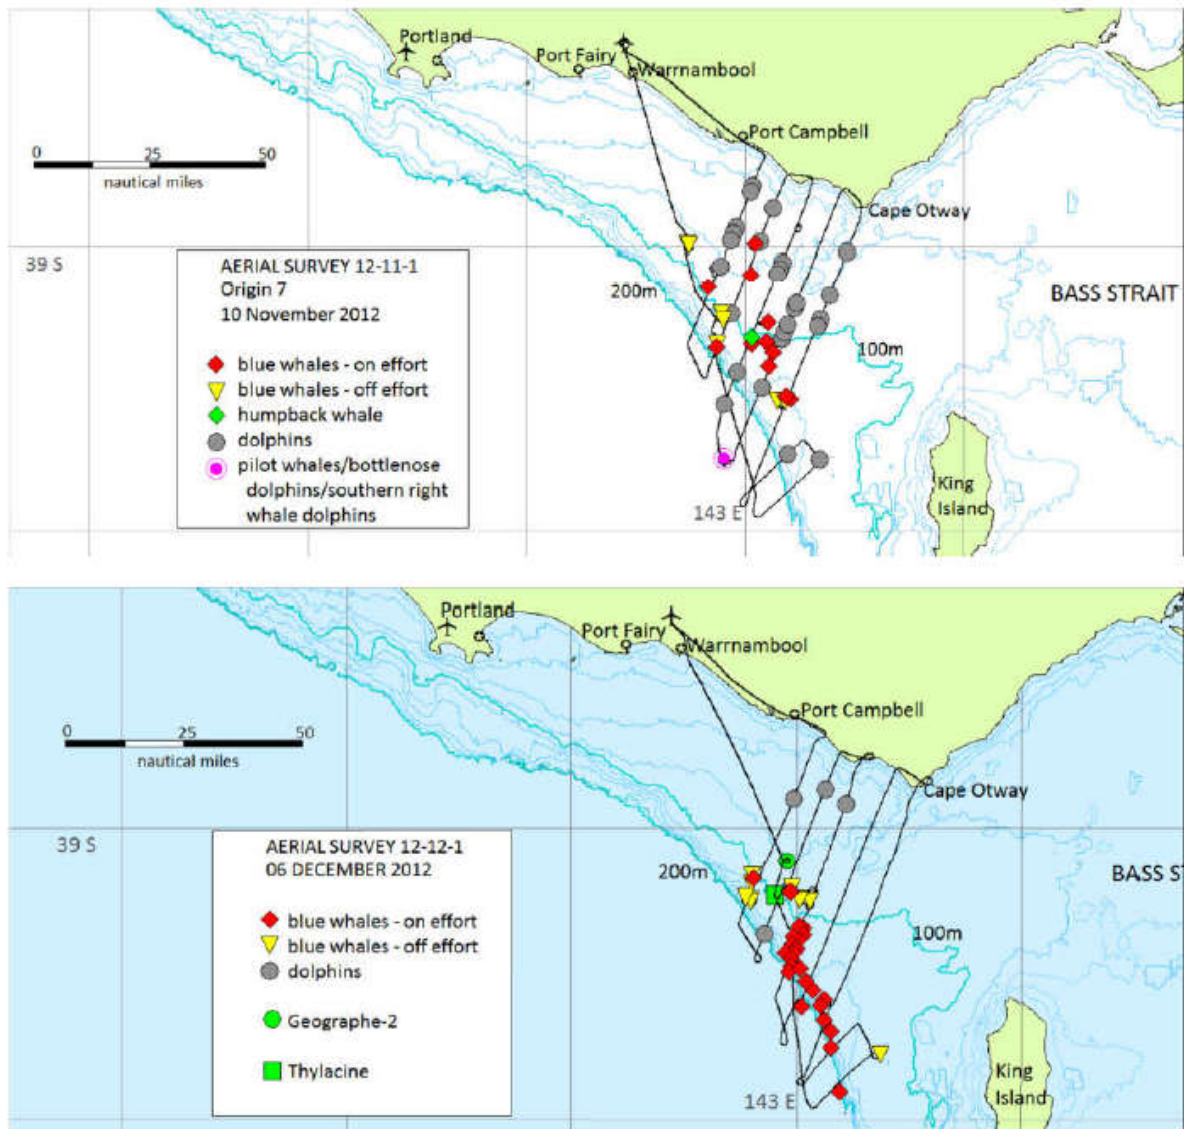 Portland
Port Fairy
Warrnambool
Port Campbell
0 25 50
nautical miles
Cape Otway
39 S
AERIAL SURVEY 12-11-1
Origin 7
10 November 2012
200m
BASS STRAIT
100m
blue whales - on effort
blue whales - off effort
humpback whale
dolphins
pilot whales/bottlenose
dolphins/southern right
whale dolphins
King
Island
143 E
Portland
Port Fairy
Warrnambool
Port Campbell
0 25 50
nautical miles
Cape Otway
39 S
AERIAL SURVEY 12-12-1
06 DECEMBER 2012
200m
BASS S
100m
blue whales - on effort
blue whales - off effort
dolphins
Geographe-2
Thylacine
King
Island
143 E